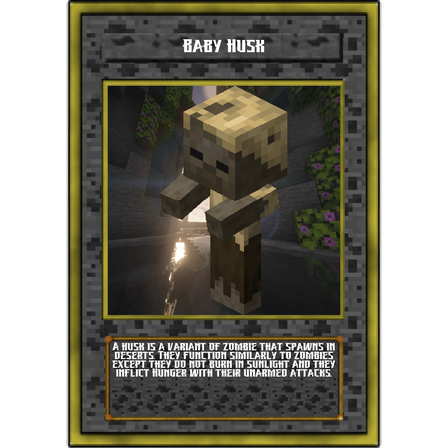 BABY HUSK
A HUSK IS A VARIANT OF ZOMBIE THAT SPAWNS IN
DESERTS. THEY FUNCTION SIMILARLY TO ZOMBIES
EXCEPT THEY DO NOT BURN IN SUNLIGHT AND THEY
INFLICT HUNGER WITH THEIR UNARMED ATTACKS.